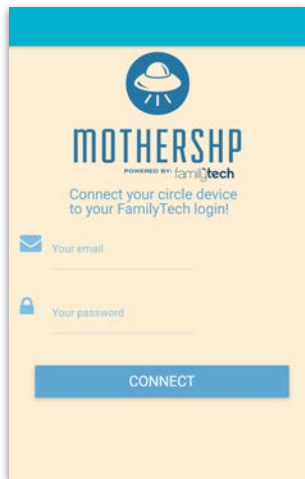 MOTHERSHP
POWERED BY: familytech
Connect your circle device
to your FamilyTech login!
Your email
Your password
CONNECT